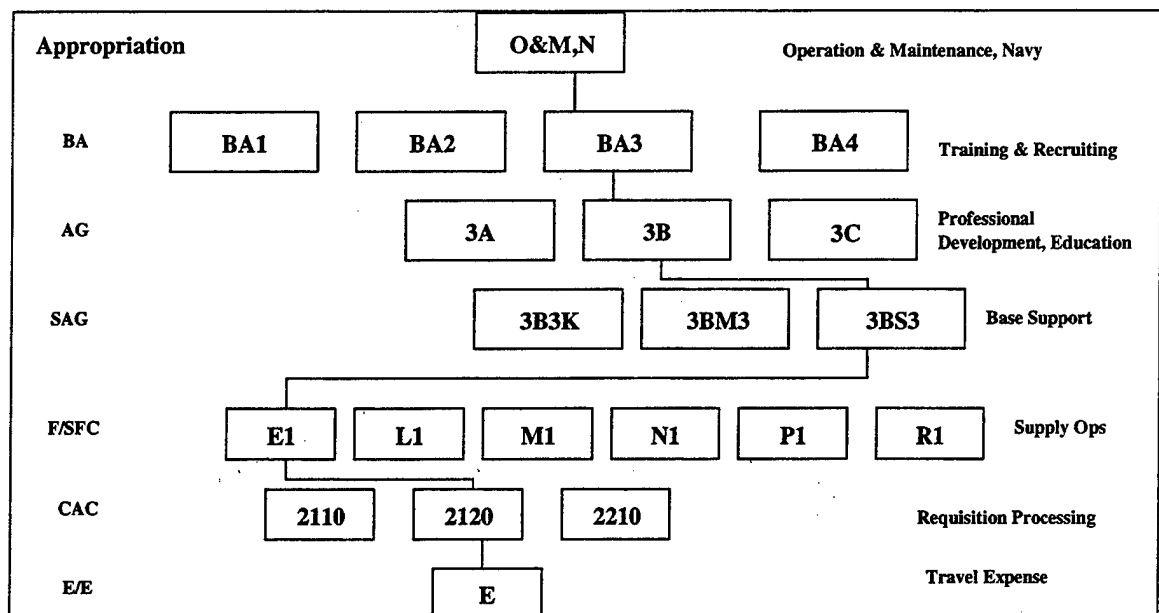 Appropriation O&M,N Operation & Maintenance, Navy
BA BA1 BA2 BA3 BA4 Training & Recruiting
AG 3A 3B 3C Professional
Development, Education
SAG 3B3K 3BM3 3BS3 Base Support
F/SFC E1 L1 M1 N1 P1 R1 Supply Ops
CAC 2110 2120 2210 Requisition Processing
E/E E Travel Expense